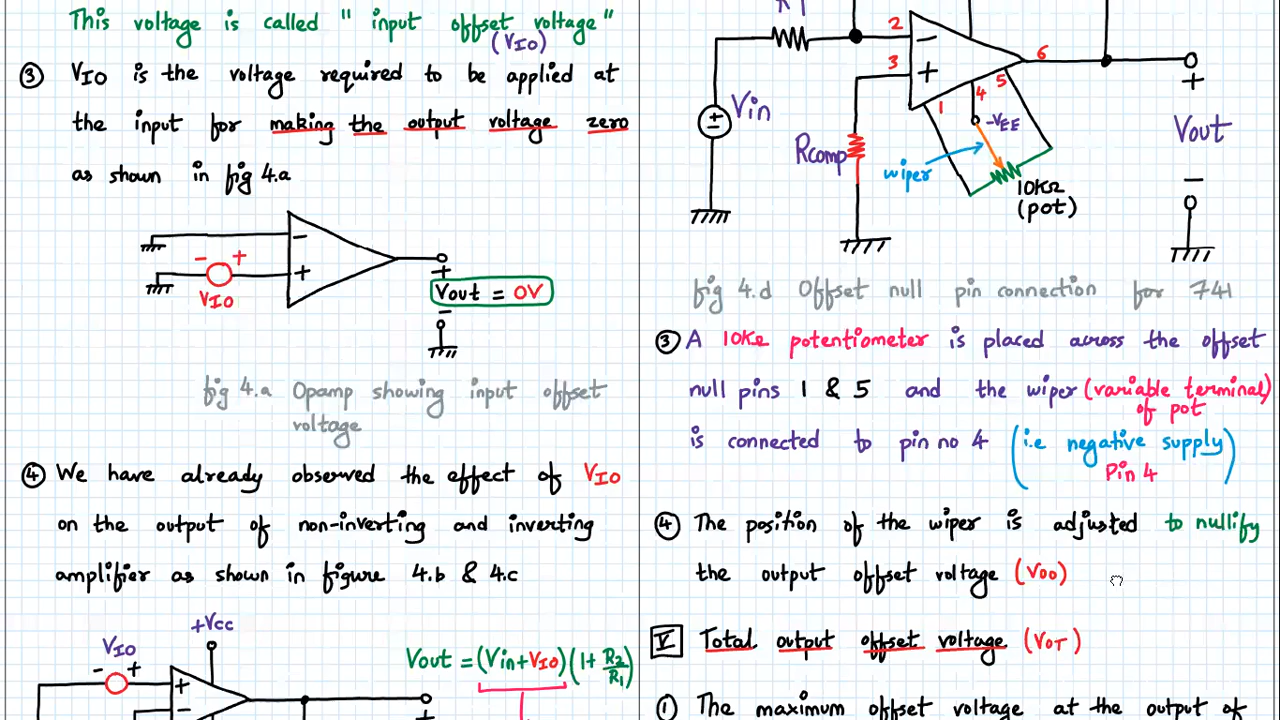 This voltage is called " input offset voltage"
(VIO)
③ VIO is the voltage required to be applied at
the input for making the output voltage zero
as shown in fig 4.a
−
− +
+
VIO
+
Vout = 0V
−
fig 4.a Opamp showing input offset
voltage
④ We have already observed the effect of VIO
on the output of non-inverting and inverting
amplifier as shown in figure 4.b & 4.c
+Vcc
VIO
− +
+
−
+
Vout = (Vin+VIO)(1+ R2/R1)
2
−
3
+
6
5
4
1
-VEE
+
−
Vin
Rcomp
wiper
10KΩ
(pot)
+
Vout
−
fig 4.d Offset null pin connection for 741
③ A 10KΩ potentiometer is placed across the offset
null pins 1 & 5 and the wiper (variable terminal)
of pot
is connected to pin no 4 (i.e negative supply)
Pin 4
④ The position of the wiper is adjusted to nullify
the output offset voltage (VOO)
V Total output offset voltage (VOT)
① The maximum offset voltage at the output of